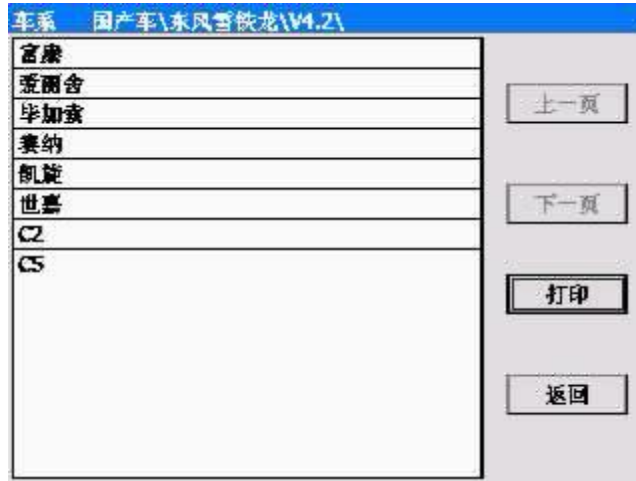 车系 国产车\东风雪铁龙\V4.2\
富康
爱丽舍
毕加索
赛纳
凯旋
世嘉
C2
C5
上一页
下一页
打印
返回